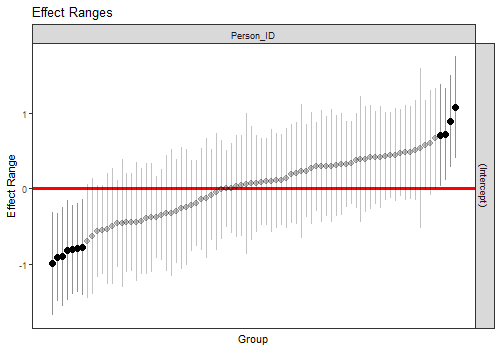 Effect Ranges
Person_ID
Effect Range
1
0
-1
(Intercept)
Group